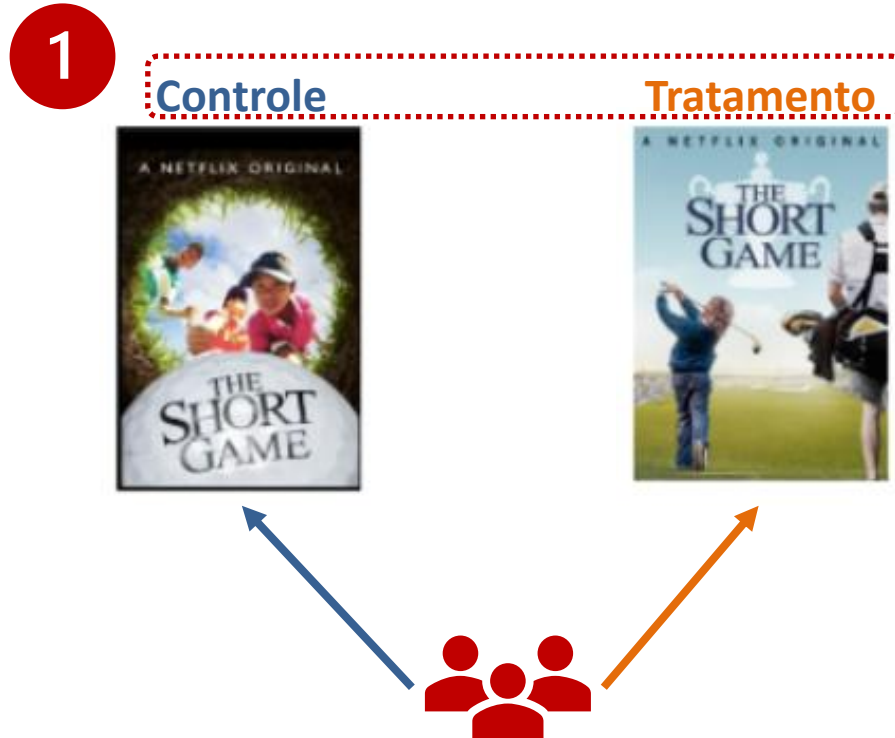 1
Controle
Tratamento
A NETFLIX ORIGINAL
THE
SHORT
GAME
A NETFLIX ORIGINAL
THE
SHORT
GAME